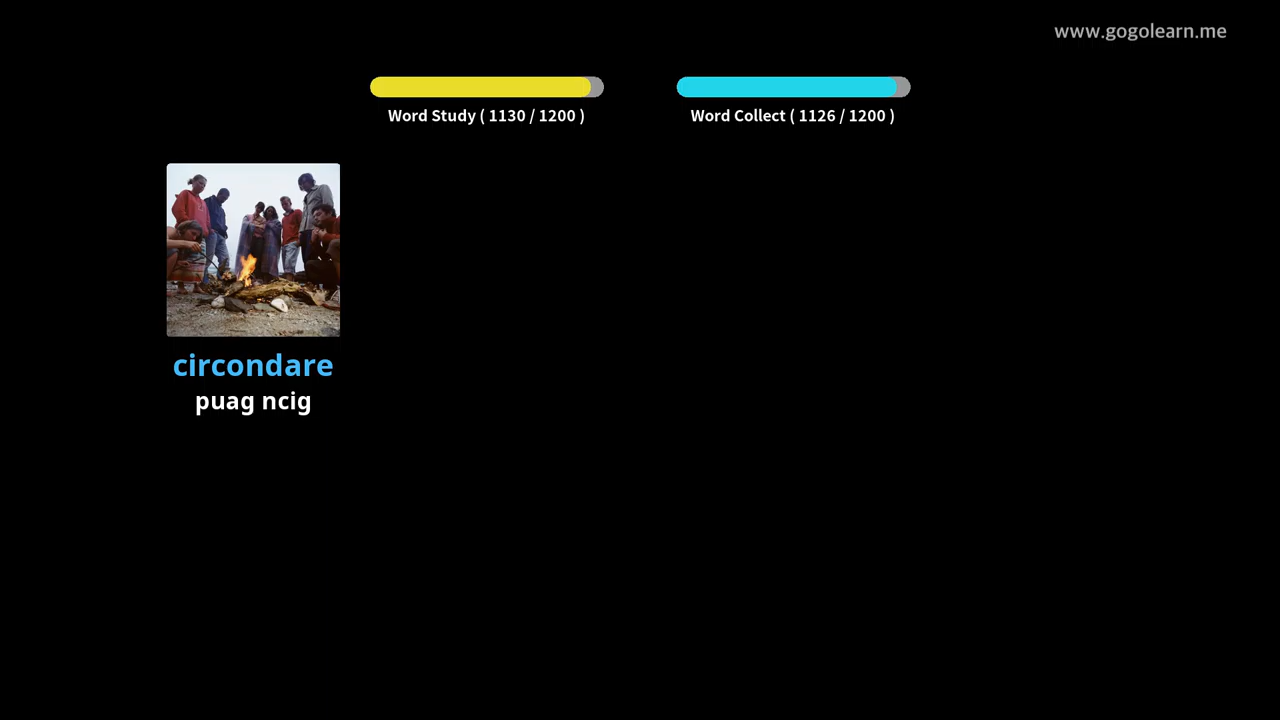 www.gogolearn.me
Word Study ( 1130 / 1200 )
Word Collect ( 1126 / 1200 )
circondare
puag ncig